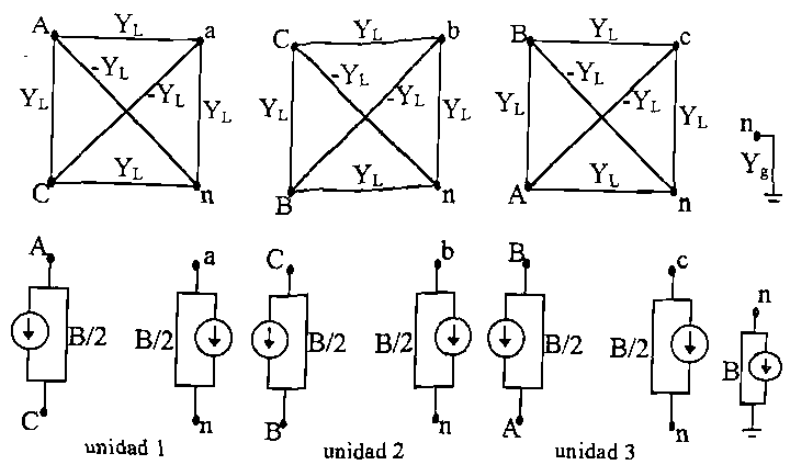 A Y_L a
-Y_L
Y_L -Y_L Y_L
C Y_L n
C Y_L b
-Y_L
Y_L -Y_L Y_L
B Y_L n
B Y_L c
-Y_L
Y_L -Y_L Y_L
A Y_L n
n
Y_g
A a
B/2 B/2
C n
unidad 1
C b
B/2 B/2
B n
unidad 2
B c
B/2 B/2
A n
unidad 3
n
B